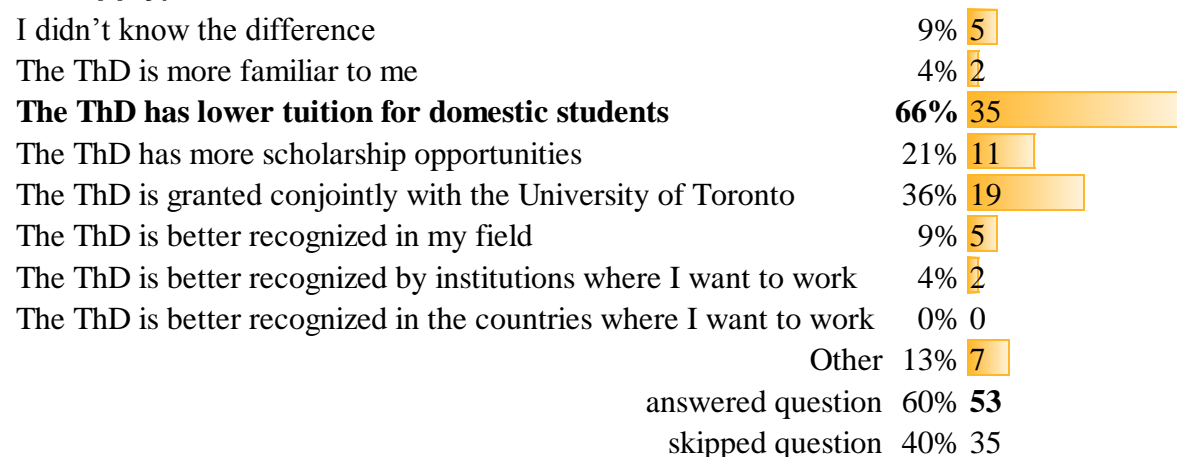 I didn’t know the difference 9% 5
The ThD is more familiar to me 4% 2
The ThD has lower tuition for domestic students 66% 35
The ThD has more scholarship opportunities 21% 11
The ThD is granted conjointly with the University of Toronto 36% 19
The ThD is better recognized in my field 9% 5
The ThD is better recognized by institutions where I want to work 4% 2
The ThD is better recognized in the countries where I want to work 0% 0
Other 13% 7
answered question 60% 53
skipped question 40% 35